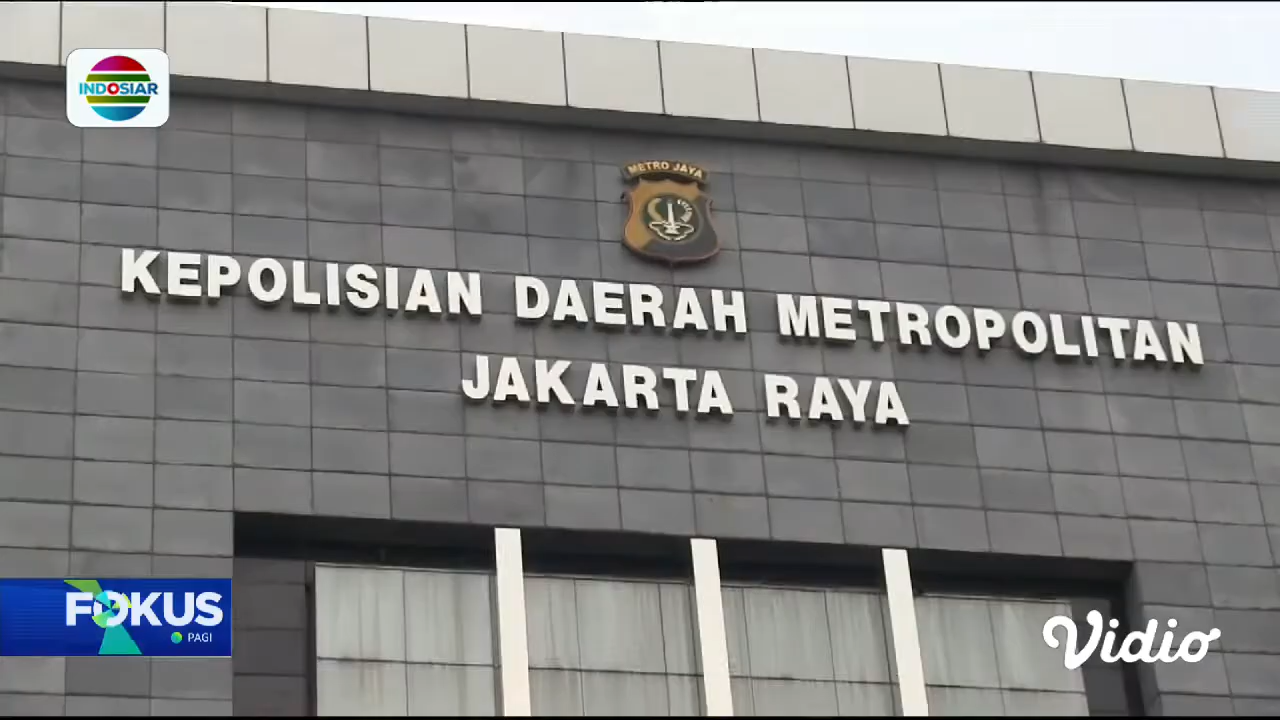 INDOSIAR
METRO JAYA
KEPOLISIAN DAERAH METROPOLITAN
JAKARTA RAYA
FOKUS
PAGI
Vidio